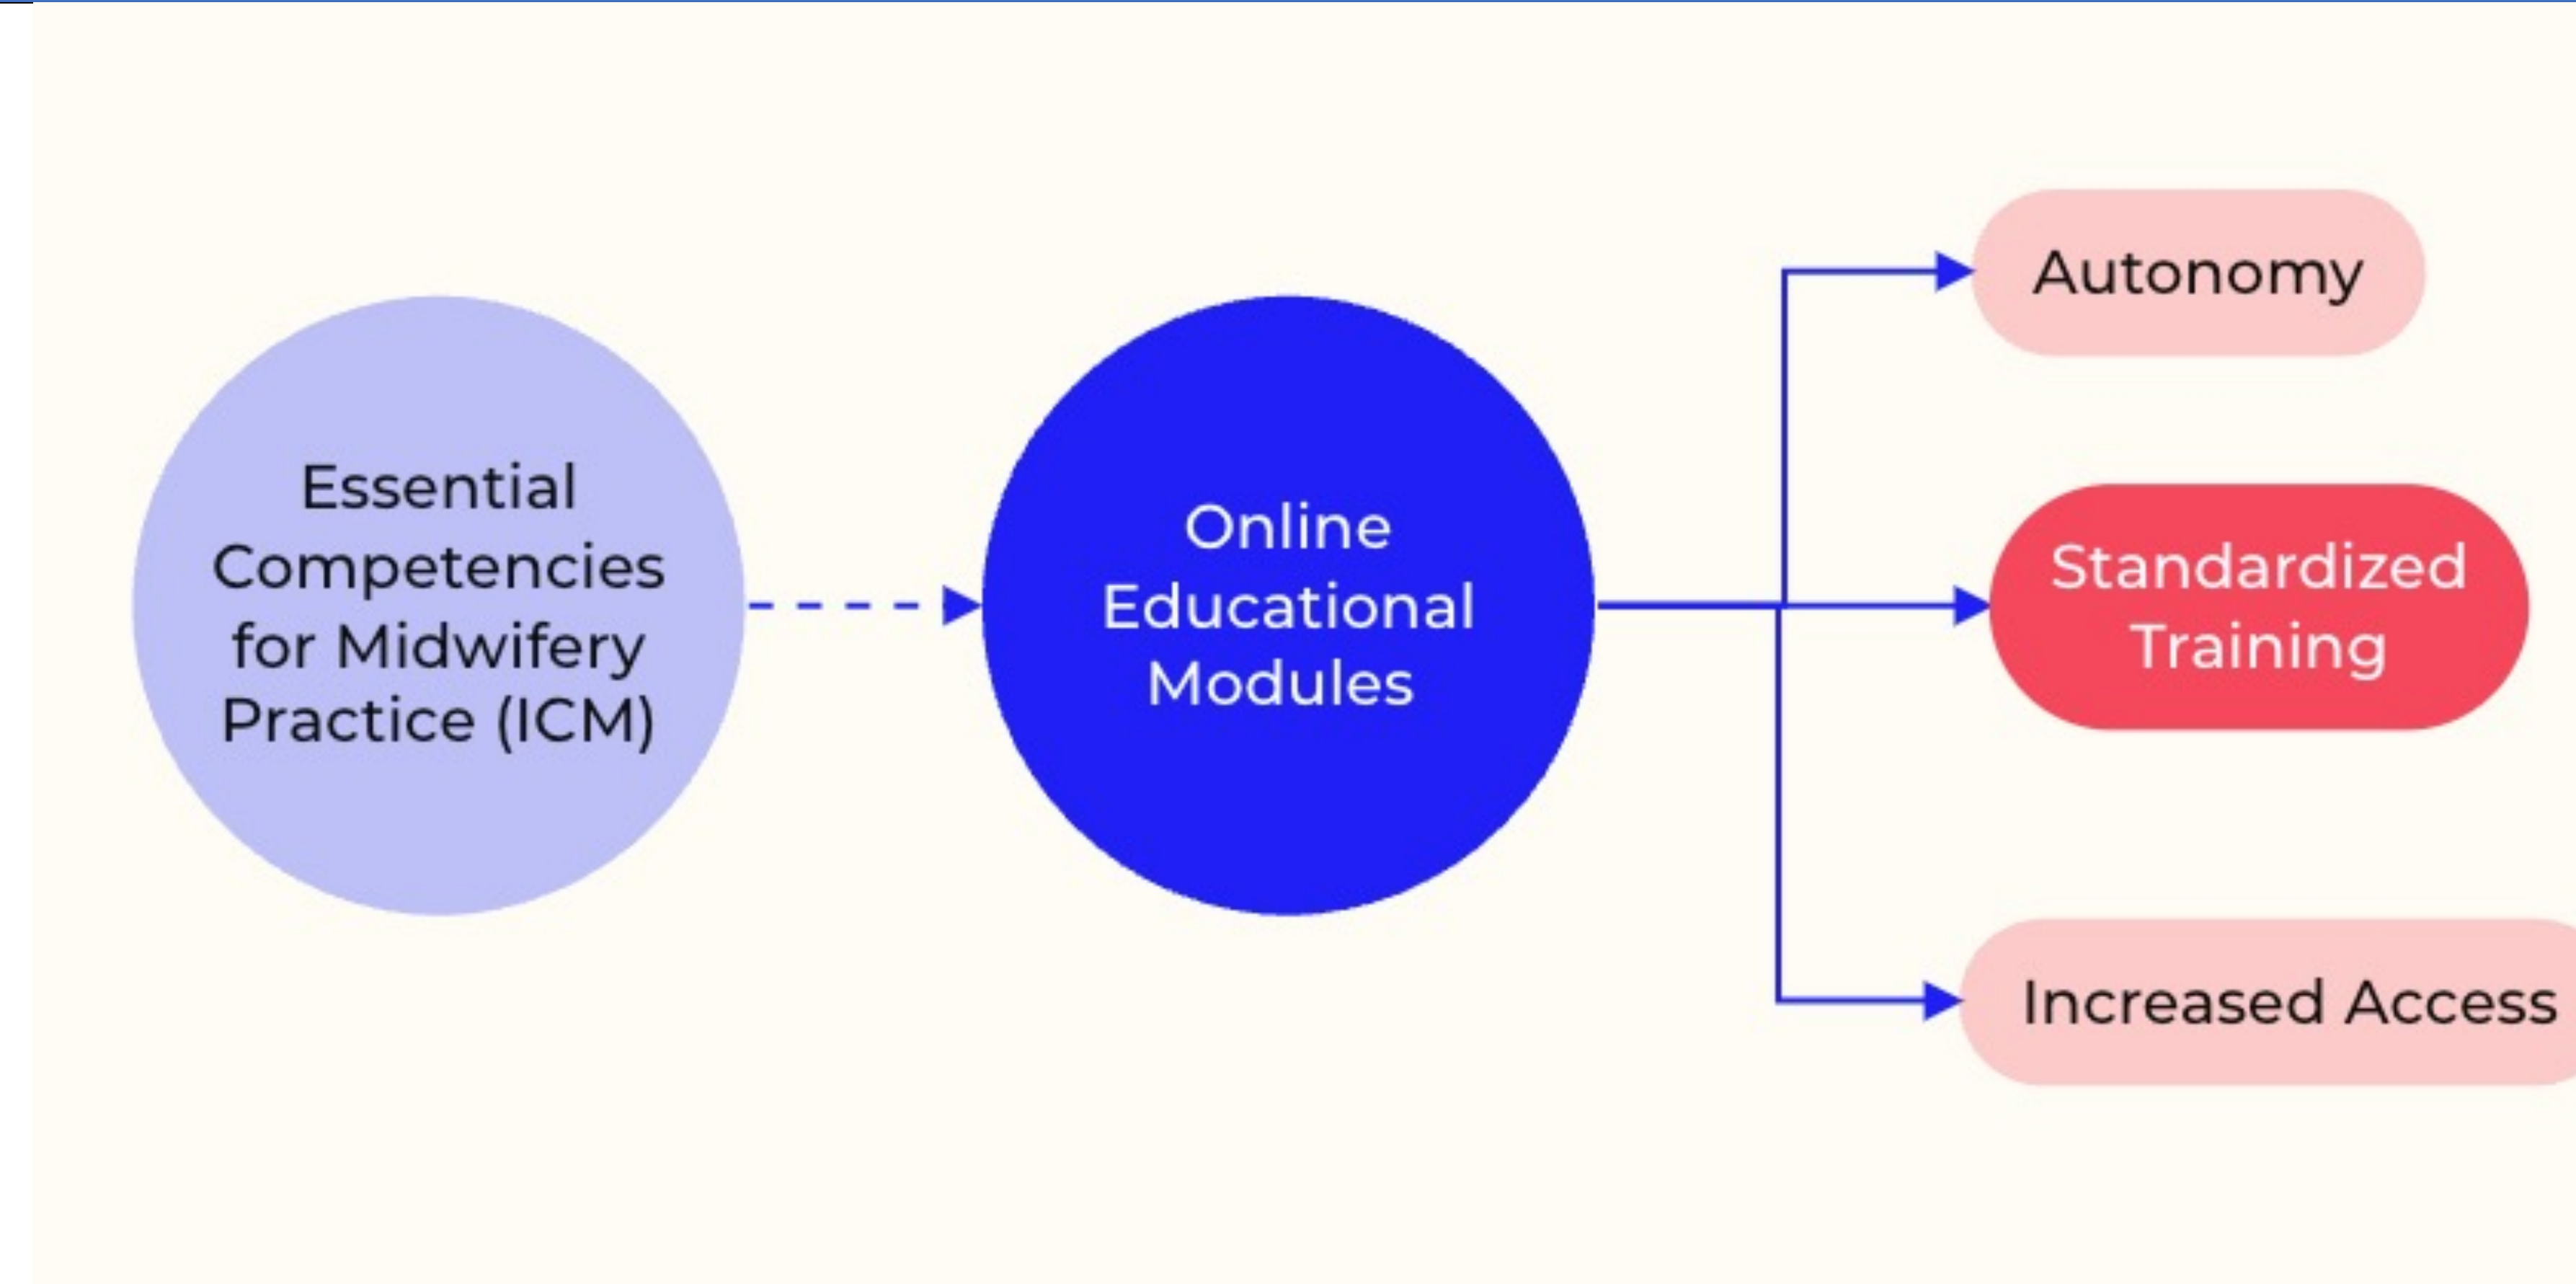 Essential
Competencies
for Midwifery
Practice (ICM)
Online
Educational
Modules
Autonomy
Standardized
Training
Increased Access